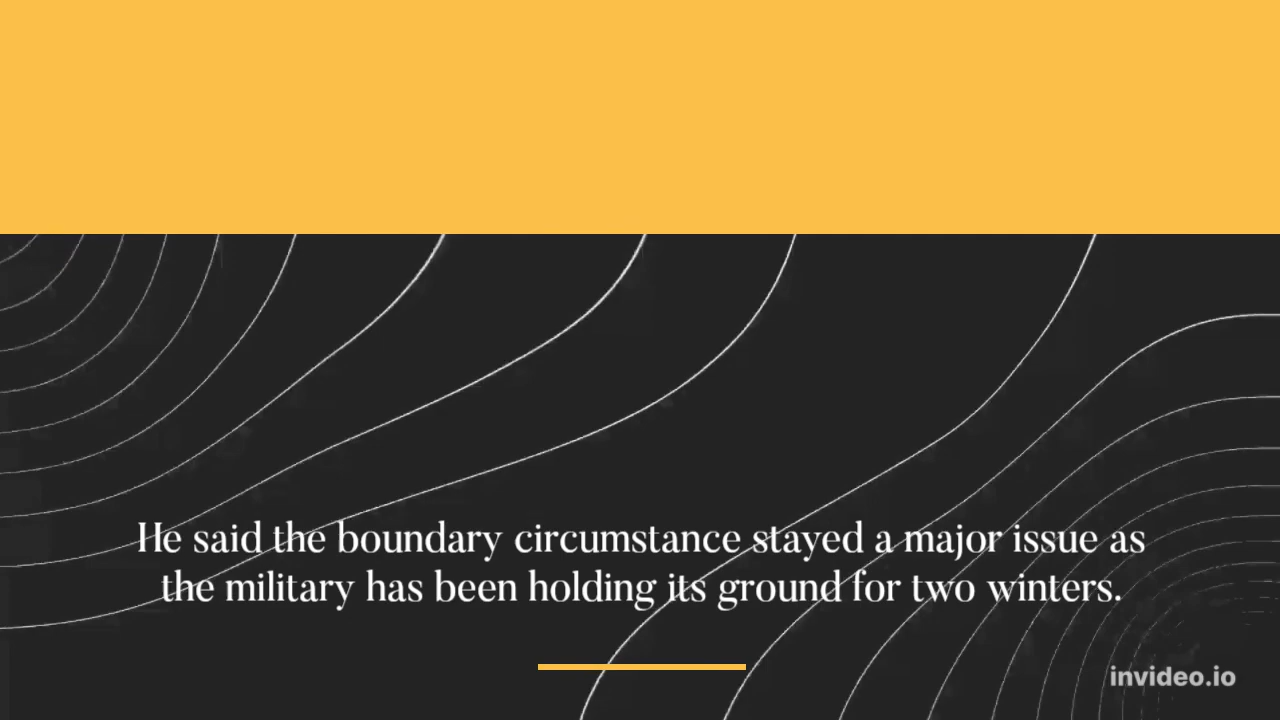 He said the boundary circumstance stayed a major issue as
the military has been holding its ground for two winters.
invideo.io